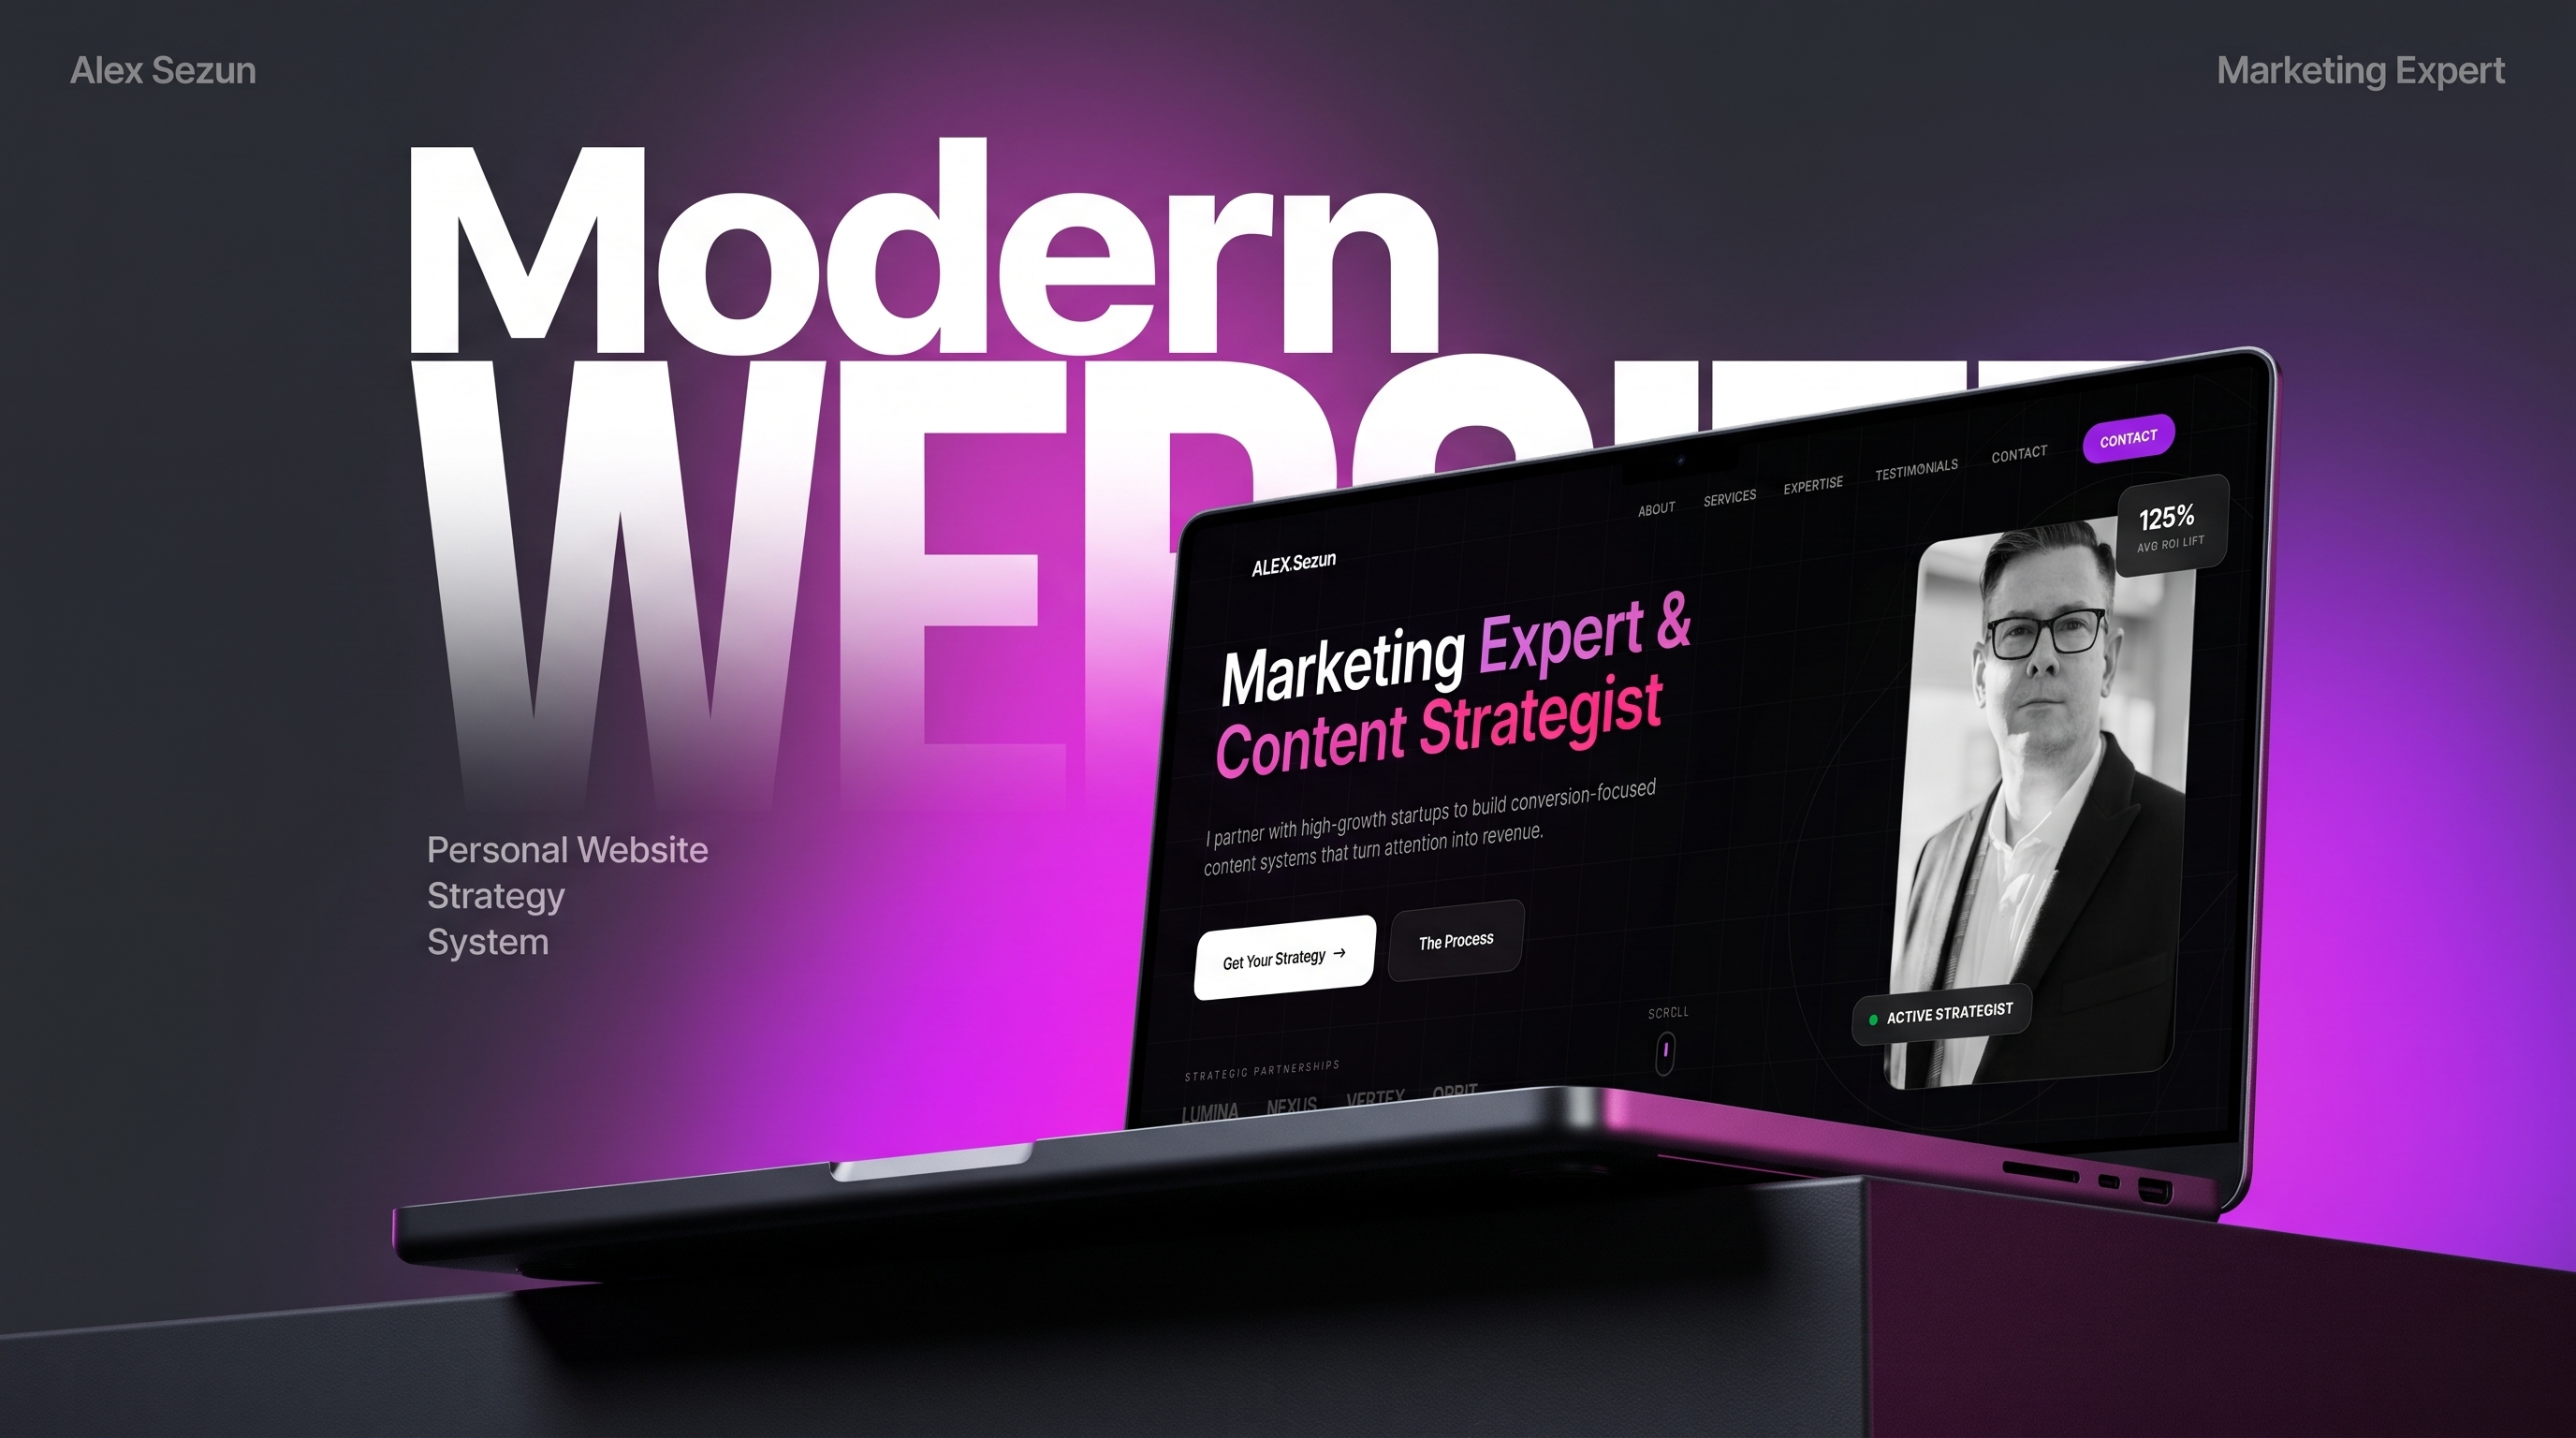 Alex Sezun
Marketing Expert
Modern
ABOUT SERVICES EXPERTISE TESTIMONIALS CONTACT CONTACT
ALEX.Sezun
125%
AVG ROI LIFT
Marketing Expert &
Content Strategist
I partner with high-growth startups to build conversion-focused
content systems that turn attention into revenue.
Get Your Strategy →
The Process
SCROLL
ACTIVE STRATEGIST
STRATEGIC PARTNERSHIPS
LUMINA NEXUS VERTEX ORBIT
Personal Website
Strategy
System